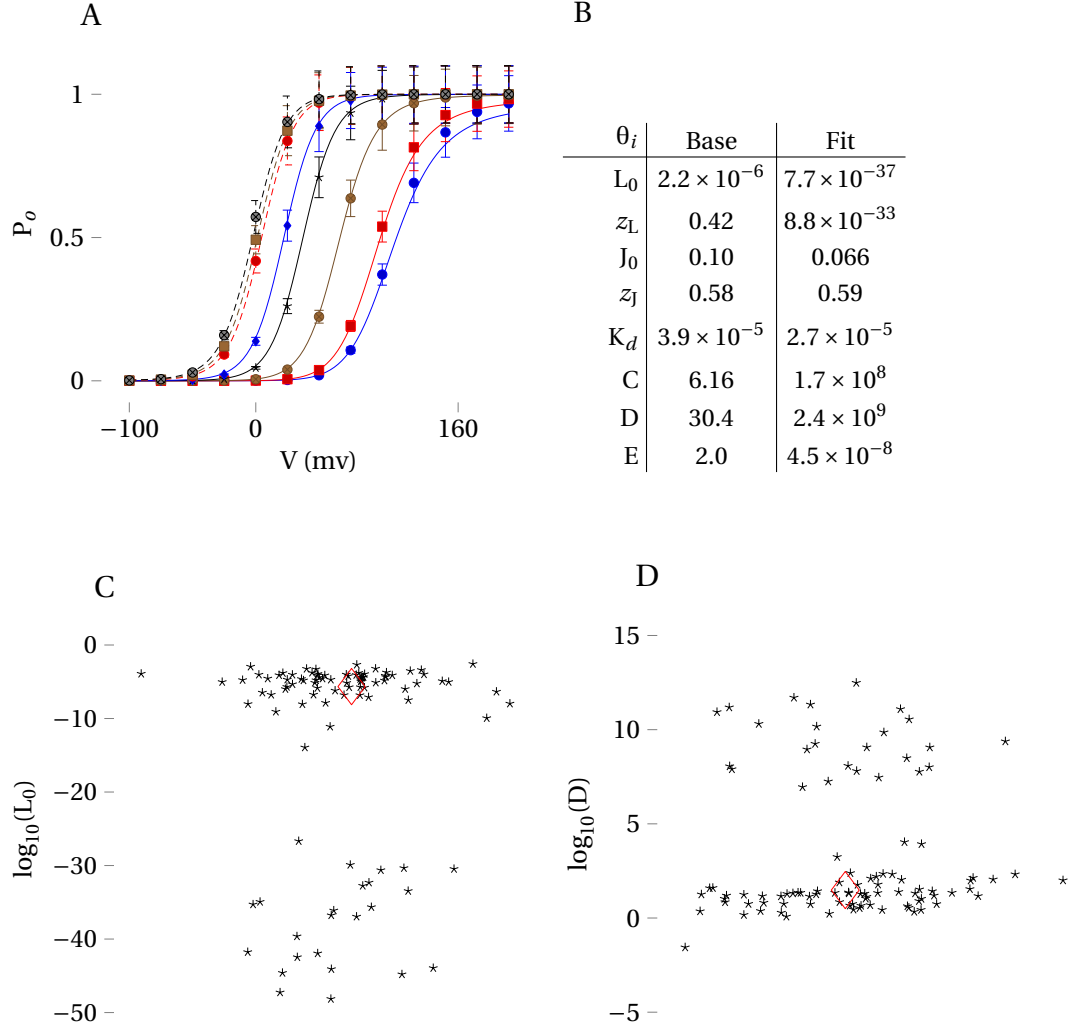 A
1
0.5
0
P_o
−100
0
160
V (mv)
B
θ_i Base Fit
L_0 2.2 × 10^−6 7.7 × 10^−37
z_L 0.42 8.8 × 10^−33
J_0 0.10 0.066
z_J 0.58 0.59
K_d 3.9 × 10^−5 2.7 × 10^−5
C 6.16 1.7 × 10^8
D 30.4 2.4 × 10^9
E 2.0 4.5 × 10^−8
C
0
−10
−20
−30
−40
−50
log_10(L_0)
D
15
10
5
0
−5
log_10(D)